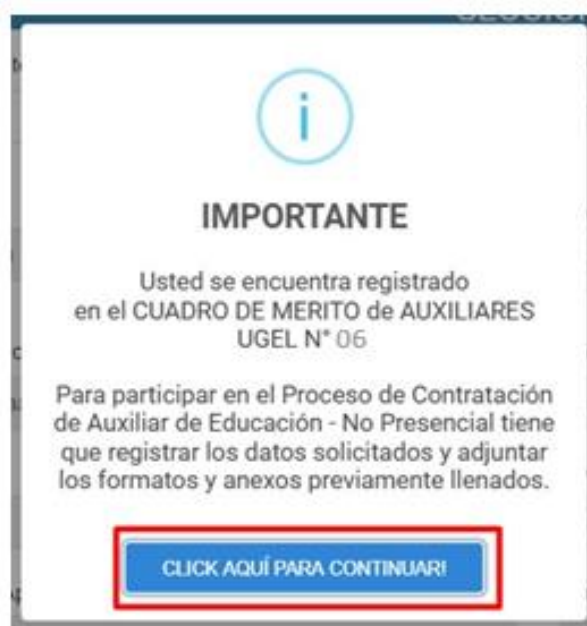 i
IMPORTANTE
Usted se encuentra registrado
en el CUADRO DE MERITO de AUXILIARES
UGEL N° 06
Para participar en el Proceso de Contratación
de Auxiliar de Educación - No Presencial tiene
que registrar los datos solicitados y adjuntar
los formatos y anexos previamente llenados.
CLICK AQUÍ PARA CONTINUAR!